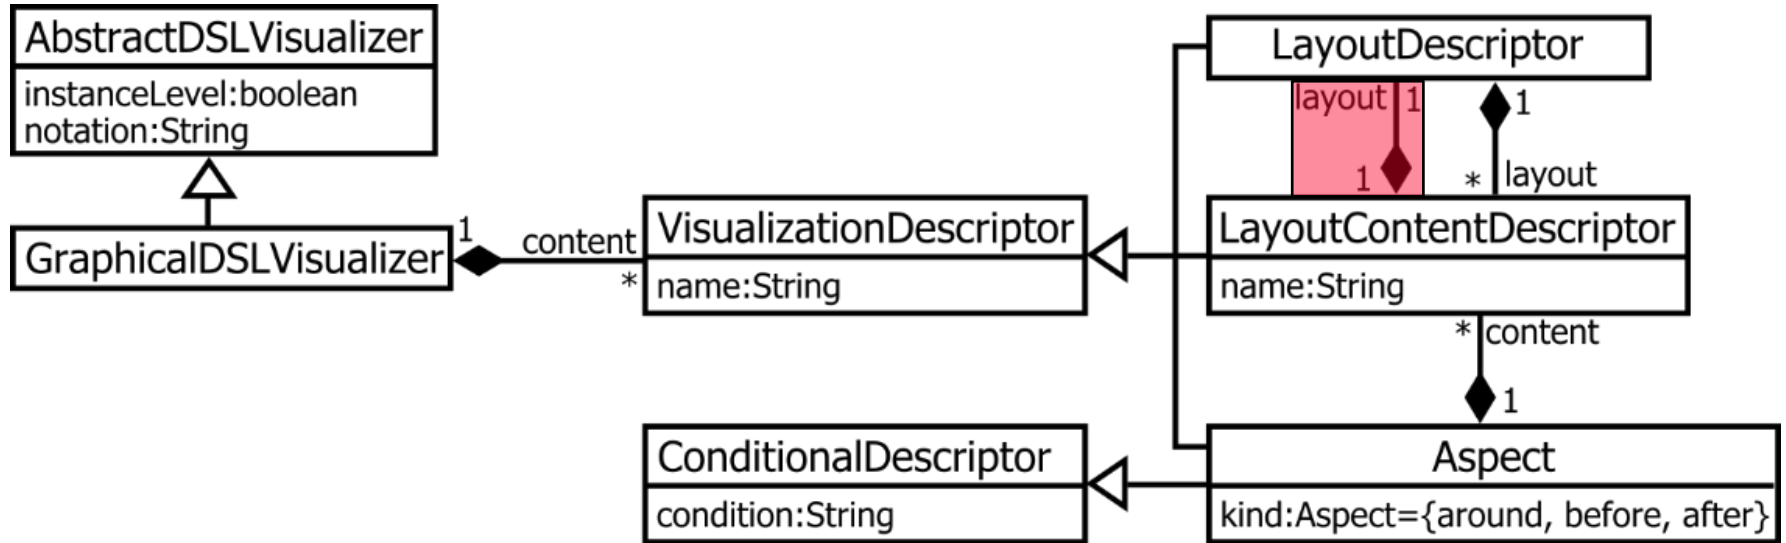 AbstractDSLVisualizer
instanceLevel:boolean
notation:String
GraphicalDSLVisualizer
1
content
*
VisualizationDescriptor
name:String
ConditionalDescriptor
condition:String
LayoutDescriptor
layout 1
1
1
* layout
LayoutContentDescriptor
name:String
* content
1
Aspect
kind:Aspect={around, before, after}